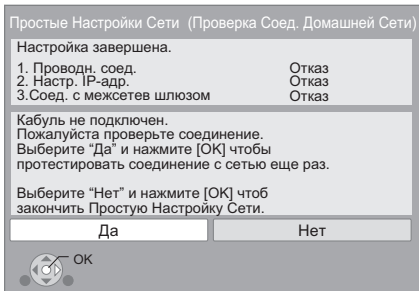 Простые Настройки Сети (Проверка Соед. Домашней Сети)
Настройка завершена.
1. Проводн. соед. Отказ
2. Настр. IP-адр. Отказ
3.Соед. с межсетев шлюзом Отказ
Кабуль не подключен.
Пожалуйста проверьте соединение.
Выберите “Да” и нажмите [OK] чтобы
протестировать соединение с сетью еще раз.
Выберите “Нет” и нажмите [OK] чтоб
закончить Простую Настройку Сети.
Да Нет
OK